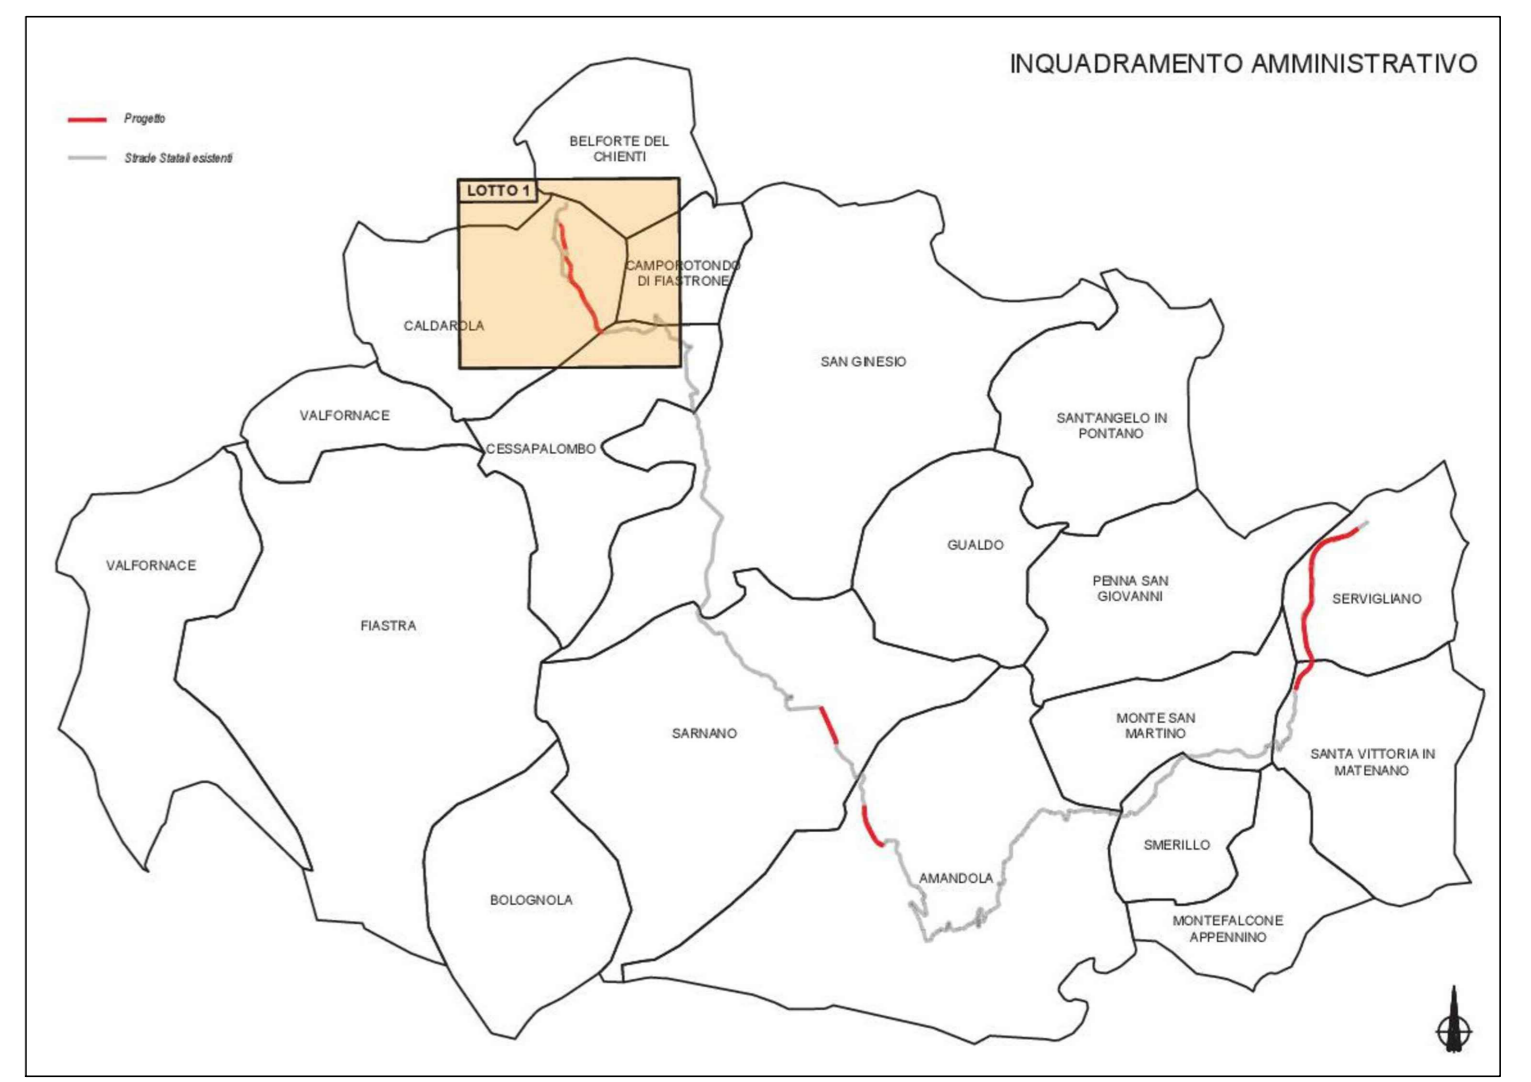 INQUADRAMENTO AMMINISTRATIVO
Progetto
Strade Statali esistenti
BELFORTE DEL
CHIENTI
LOTTO 1
CAMPOROTONDO
DI FIASTRONE
CALDAROLA
SAN GINESIO
VALFORNACE
SANT'ANGELO IN
PONTANO
CESSAPALOMBO
GUALDO
VALFORNACE
PENNA SAN
GIOVANNI
SERVIGLIANO
FIASTRA
MONTE SAN
MARTINO
SARNANO
SANTA VITTORIA IN
MATENANO
SMERILLO
AMANDOLA
BOLOGNOLA
MONTEFALCONE
APPENNINO